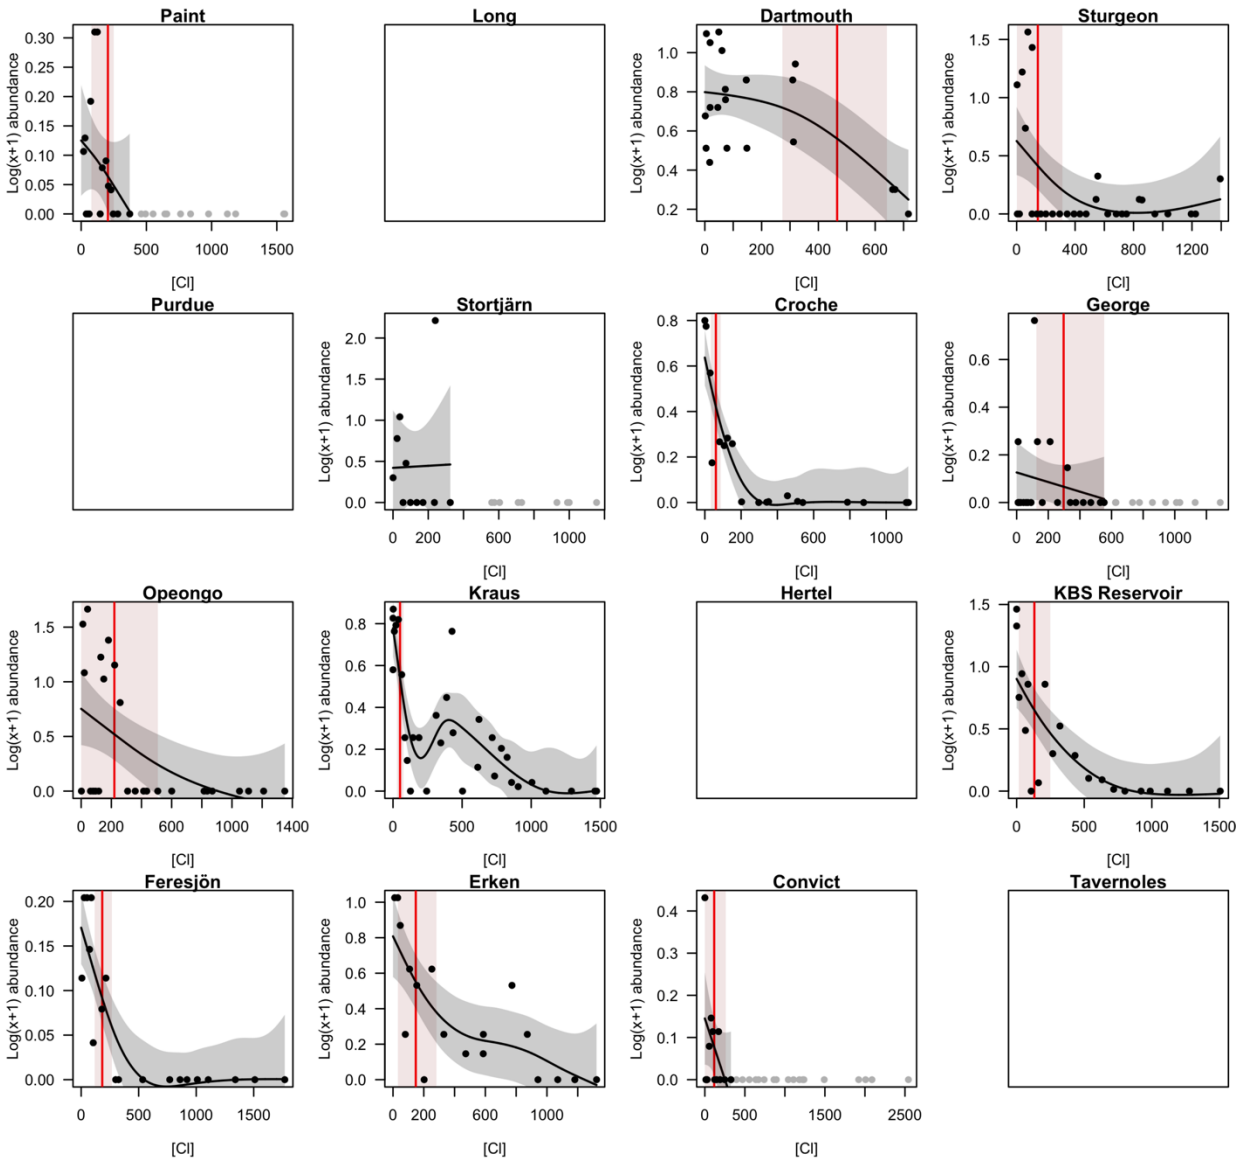 Paint
Long
Dartmouth
Sturgeon
Log(x+1) abundance
0.30
0.25
0.20
0.15
0.10
0.05
0.00
0 500 1000 1500
[Cl]
Log(x+1) abundance
1.0
0.8
0.6
0.4
0.2
0 200 400 600
[Cl]
Log(x+1) abundance
1.5
1.0
0.5
0.0
0 400 800 1200
[Cl]
Purdue
Stortjärn
Croche
George
Log(x+1) abundance
2.0
1.5
1.0
0.5
0.0
0 200 600 1000
[Cl]
Log(x+1) abundance
0.8
0.6
0.4
0.2
0.0
0 200 600 1000
[Cl]
Log(x+1) abundance
0.6
0.4
0.2
0.0
0 200 600 1000
[Cl]
Opeongo
Kraus
Hertel
KBS Reservoir
Log(x+1) abundance
1.5
1.0
0.5
0.0
0 200 600 1000 1400
[Cl]
Log(x+1) abundance
0.8
0.6
0.4
0.2
0.0
0 500 1000 1500
[Cl]
Log(x+1) abundance
1.5
1.0
0.5
0.0
0 500 1000 1500
[Cl]
Feresjön
Erken
Convict
Tavernoles
Log(x+1) abundance
0.20
0.15
0.10
0.05
0.00
0 500 1000 1500
[Cl]
Log(x+1) abundance
1.0
0.8
0.6
0.4
0.2
0.0
0 200 600 1000
[Cl]
Log(x+1) abundance
0.4
0.3
0.2
0.1
0.0
0 500 1500 2500
[Cl]